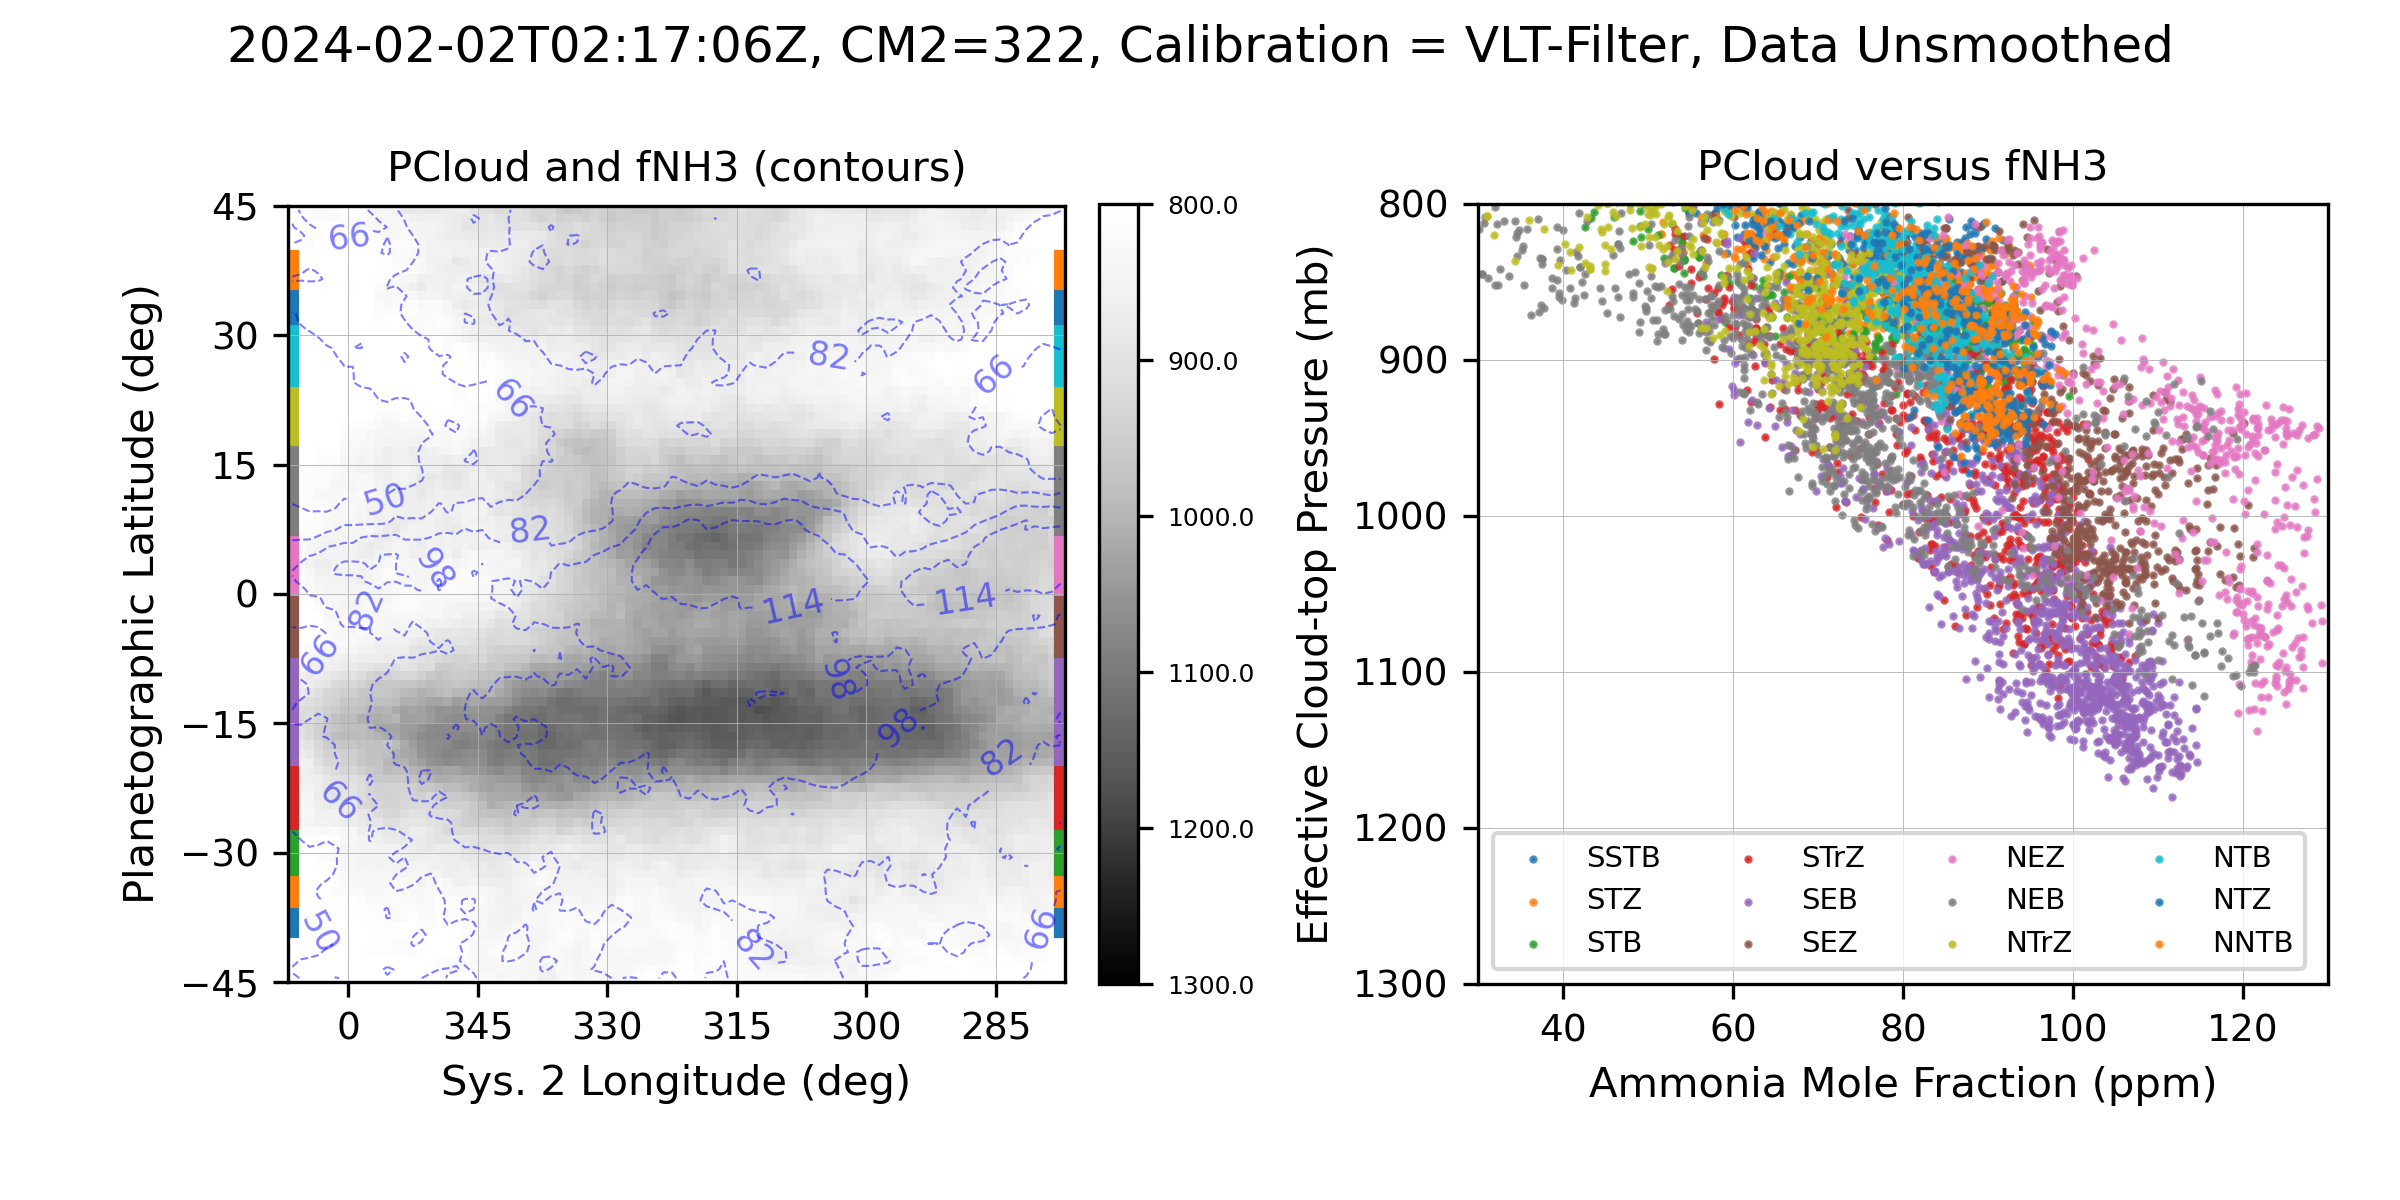 2024-02-02T02:17:06Z, CM2=322, Calibration = VLT-Filter, Data Unsmoothed
PCloud and fNH3 (contours)
Planetographic Latitude (deg)
45
30
15
0
−15
−30
−45
66
82
66
66
50
82
98
82
114
114
66
98
98
82
66
50
82
66
0
345
330
315
300
285
Sys. 2 Longitude (deg)
800.0
900.0
1000.0
1100.0
1200.0
1300.0
PCloud versus fNH3
Effective Cloud-top Pressure (mb)
800
900
1000
1100
1200
1300
SSTB
STZ
STB
STrZ
SEB
SEZ
NEZ
NEB
NTrZ
NTB
NTZ
NNTB
40
60
80
100
120
Ammonia Mole Fraction (ppm)